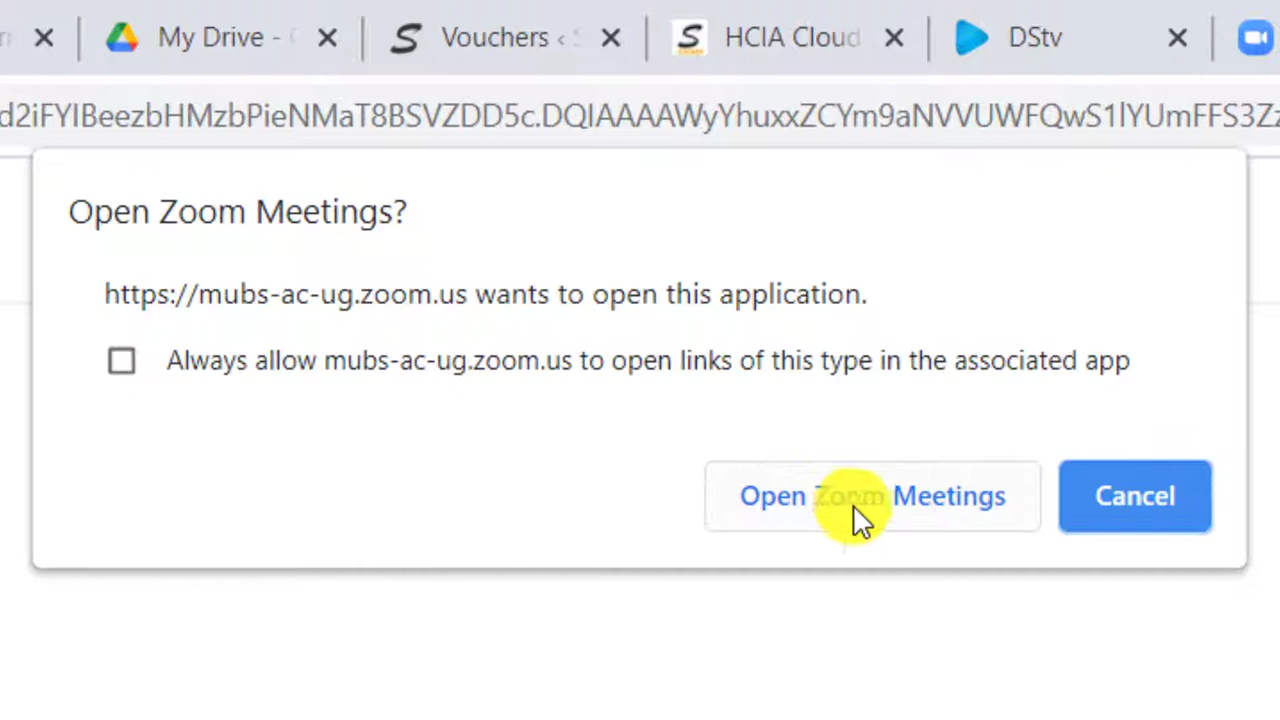 My Drive - Vouchers ‹ HCIA Cloud DStv
Open Zoom Meetings?
https://mubs-ac-ug.zoom.us wants to open this application.
Always allow mubs-ac-ug.zoom.us to open links of this type in the associated app
Open Zoom Meetings Cancel